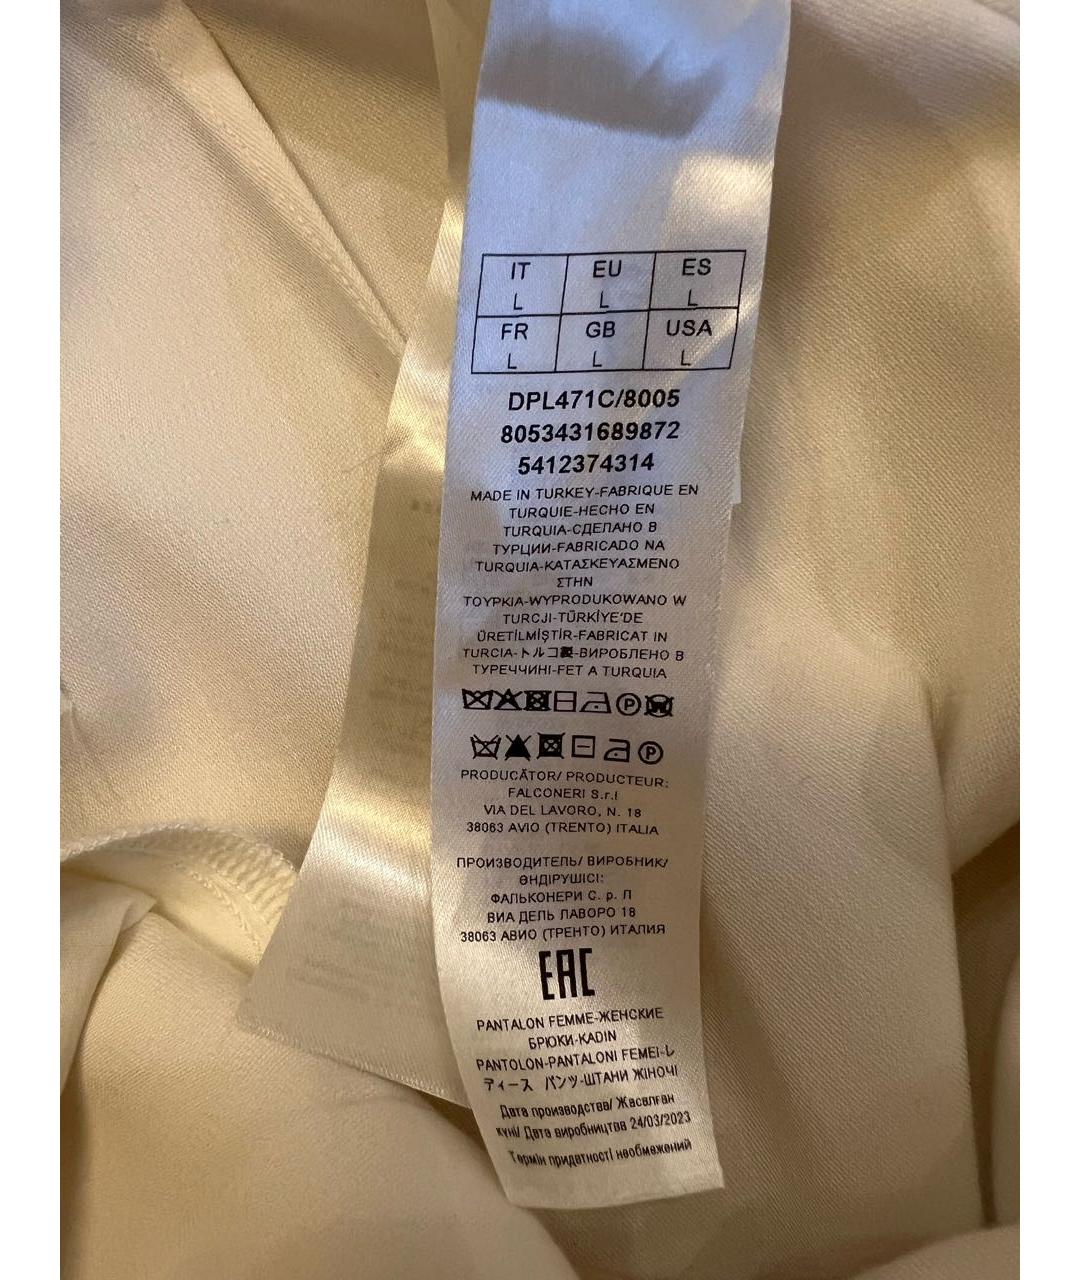 IT EU ES
L L L
FR GB USA
L L L
DPL471C/8005
8053431689872
5412374314
MADE IN TURKEY-FABRIQUE EN
TURQUIE-HECHO EN
TURQUIA-СДЕЛАНО В
ТУРЦИИ-FABRICADO NA
TURQUIA-ΚΑΤΑΣΚΕΥΑΣΜΕΝΟ
ΣΤΗΝ
ΤΟΥΡΚΙΑ-WYPRODUKOWANO W
TURCJI-TÜRKİYE'DE
ÜRETİLMİŞTİR-FABRICAT IN
TURCIA-トルコ製-ВИРОБЛЕНО В
ТУРЕЧЧИНІ-FET A TURQUIA
PRODUCĂTOR/ PRODUCTEUR:
FALCONERI S.r.l
VIA DEL LAVORO, N. 18
38063 AVIO (TRENTO) ITALIA
ПРОИЗВОДИТЕЛЬ/ ВИРОБНИК/
ӨНДІРУШІСІ:
ФАЛЬКОНЕРИ С. р. Л
ВИА ДЕЛЬ ЛАВОРО 18
38063 АВИО (ТРЕНТО) ИТАЛИЯ
EAC
PANTALON FEMME-ЖЕНСКИЕ
БРЮКИ-KADIN
PANTOLON-PANTALONI FEMEI-レ
ディース パンツ-ШТАНИ ЖІНОЧІ
Дата производства/ Жасалған
күні/ Дата виробництва 24/03/2023
Термін придатності необмежений